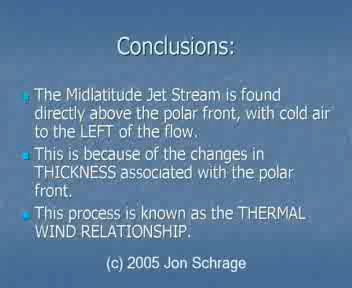 Conclusions:
The Midlatitude Jet Stream is found
directly above the polar front, with cold air
to the LEFT of the flow.
This is because of the changes in
THICKNESS associated with the polar
front.
This process is known as the THERMAL
WIND RELATIONSHIP.
(c) 2005 Jon Schrage